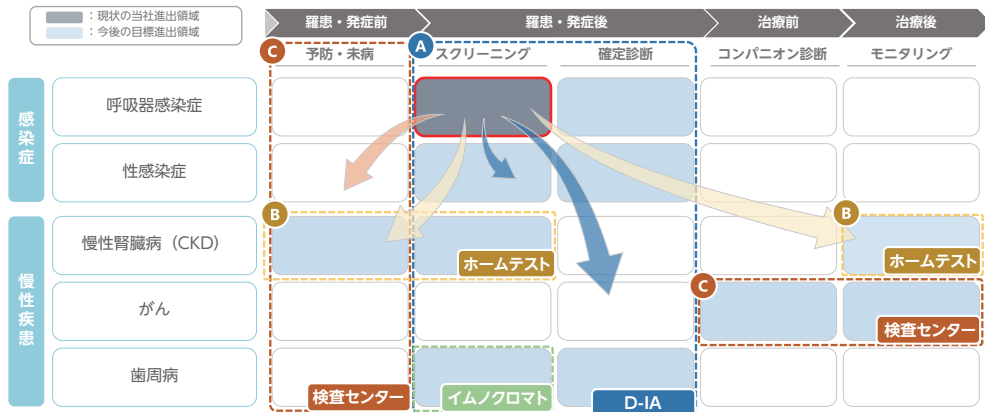 ：現状の当社進出領域
：今後の目標進出領域
羅患・発症前
羅患・発症後
治療前
治療後
C
A
予防・未病
スクリーニング
確定診断
コンパニオン診断
モニタリング
感染症
呼吸器感染症
性感染症
B
B
慢性疾患
慢性腎臓病（CKD）
ホームテスト
ホームテスト
C
がん
検査センター
歯周病
検査センター
イムノクロマト
D-IA